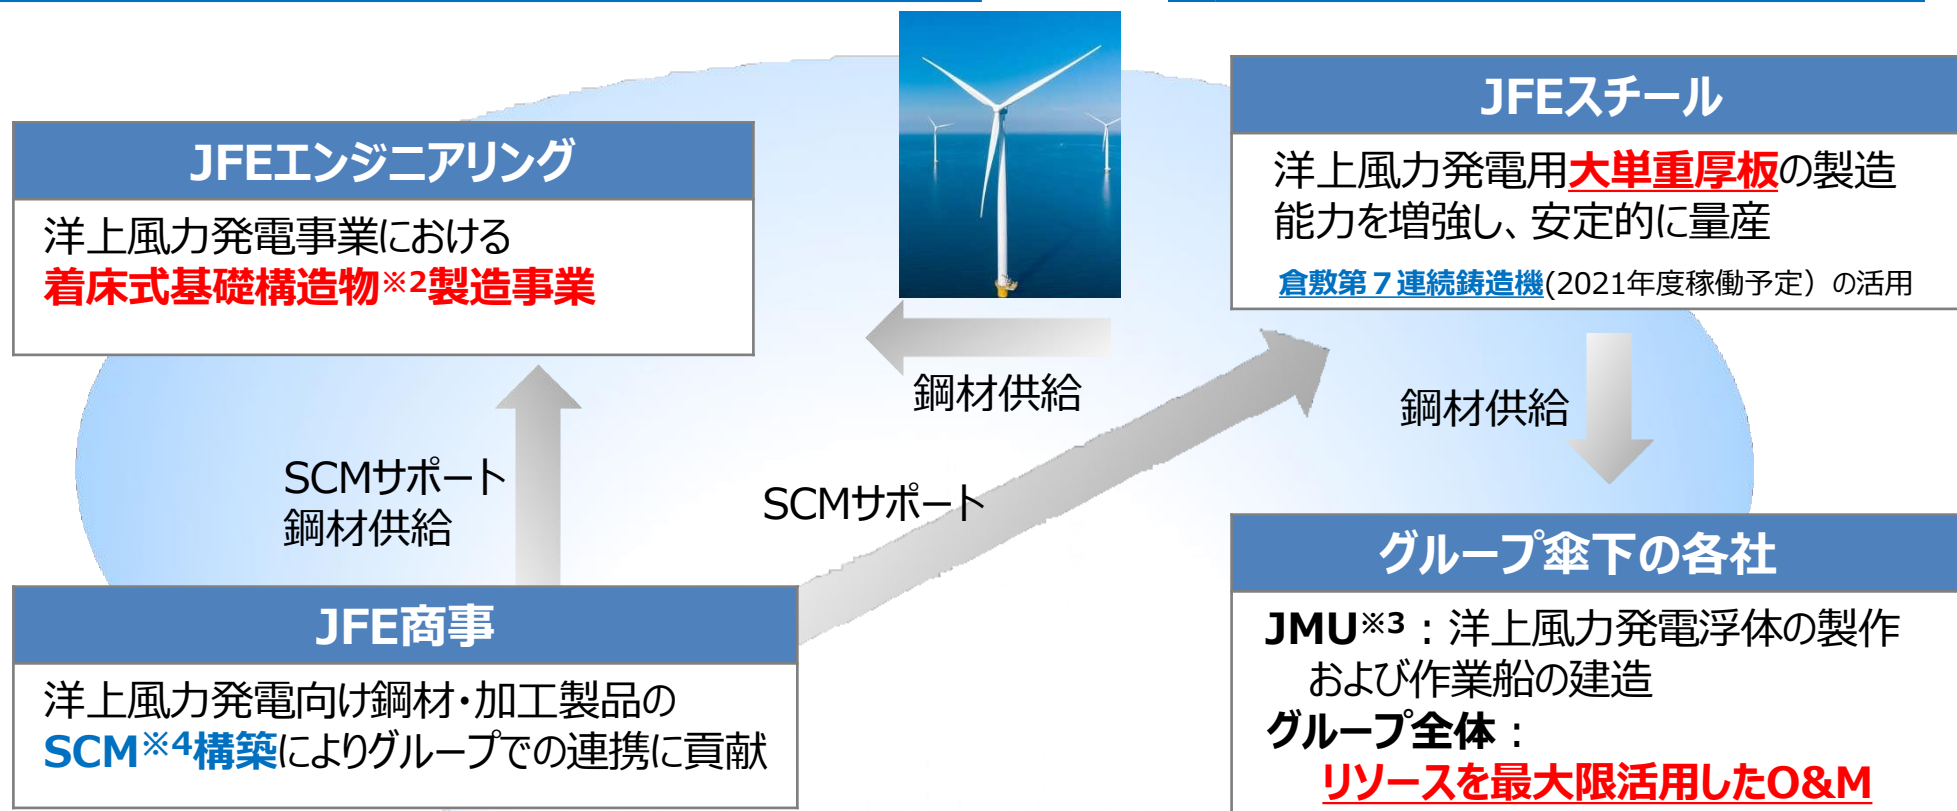 JFEエンジニアリング
洋上風力発電事業における
着床式基礎構造物※2製造事業
JFEスチール
洋上風力発電用大単重厚板の製造
能力を増強し、安定的に量産
倉敷第７連続鋳造機(2021年度稼働予定）の活用
鋼材供給
鋼材供給
SCMサポート
鋼材供給
SCMサポート
JFE商事
洋上風力発電向け鋼材・加工製品の
SCM※4構築によりグループでの連携に貢献
グループ傘下の各社
JMU※3：洋上風力発電浮体の製作
および作業船の建造
グループ全体：
リソースを最大限活用したO&M